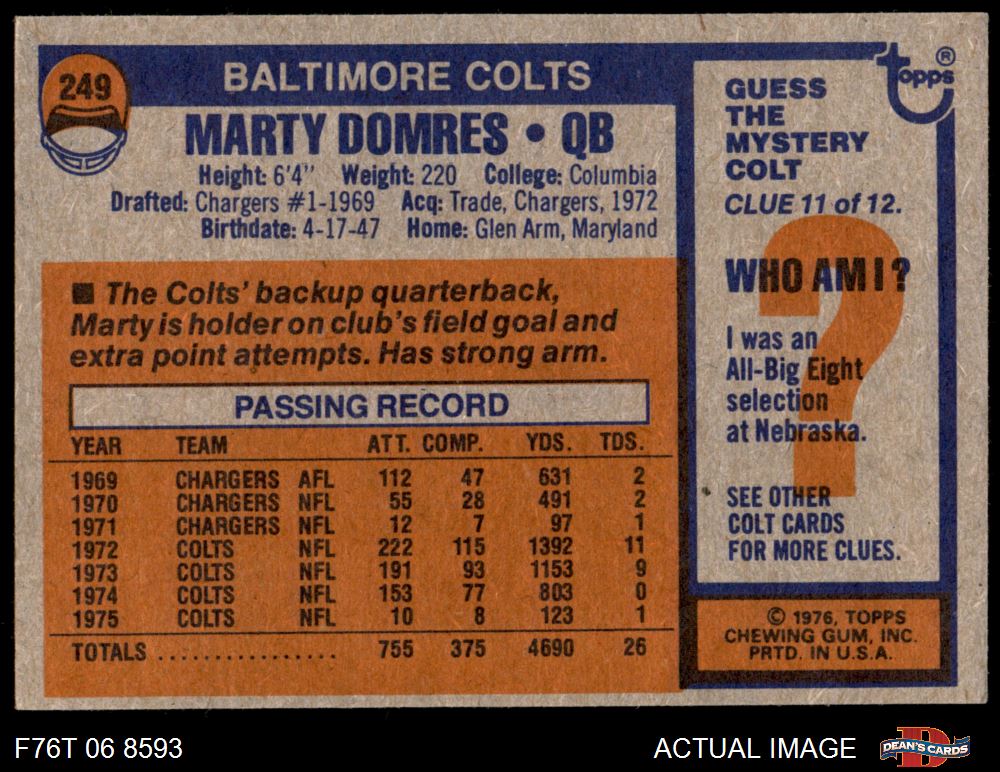 249
BALTIMORE COLTS
MARTY DOMRES • QB
Height: 6'4" Weight: 220 College: Columbia
Drafted: Chargers #1-1969 Acq: Trade, Chargers, 1972
Birthdate: 4-17-47 Home: Glen Arm, Maryland
■ The Colts' backup quarterback,
Marty is holder on club's field goal and
extra point attempts. Has strong arm.
PASSING RECORD
YEAR TEAM ATT. COMP. YDS. TDS.
1969 CHARGERS AFL 112 47 631 2
1970 CHARGERS NFL 55 28 491 2
1971 CHARGERS NFL 12 7 97 1
1972 COLTS NFL 222 115 1392 11
1973 COLTS NFL 191 93 1153 9
1974 COLTS NFL 153 77 803 0
1975 COLTS NFL 10 8 123 1
TOTALS ................. 755 375 4690 26
topps ®
GUESS
THE
MYSTERY
COLT
CLUE 11 of 12.
?
WHO AM I?
I was an
All-Big Eight
selection
at Nebraska.
SEE OTHER
COLT CARDS
FOR MORE CLUES.
© 1976, TOPPS
CHEWING GUM, INC.
PRTD. IN U.S.A.
F76T 06 8593 ACTUAL IMAGE
D
DEAN'S CARDS